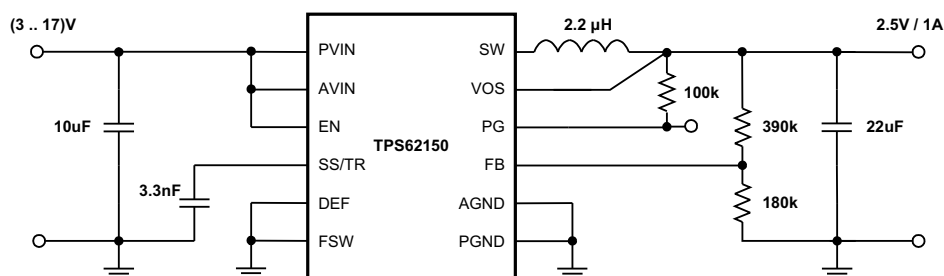 (3 .. 17)V
2.2 µH
2.5V / 1A
PVIN
SW
AVIN
VOS
100k
10uF
EN
PG
390k
22uF
TPS62150
SS/TR
FB
3.3nF
180k
DEF
AGND
FSW
PGND